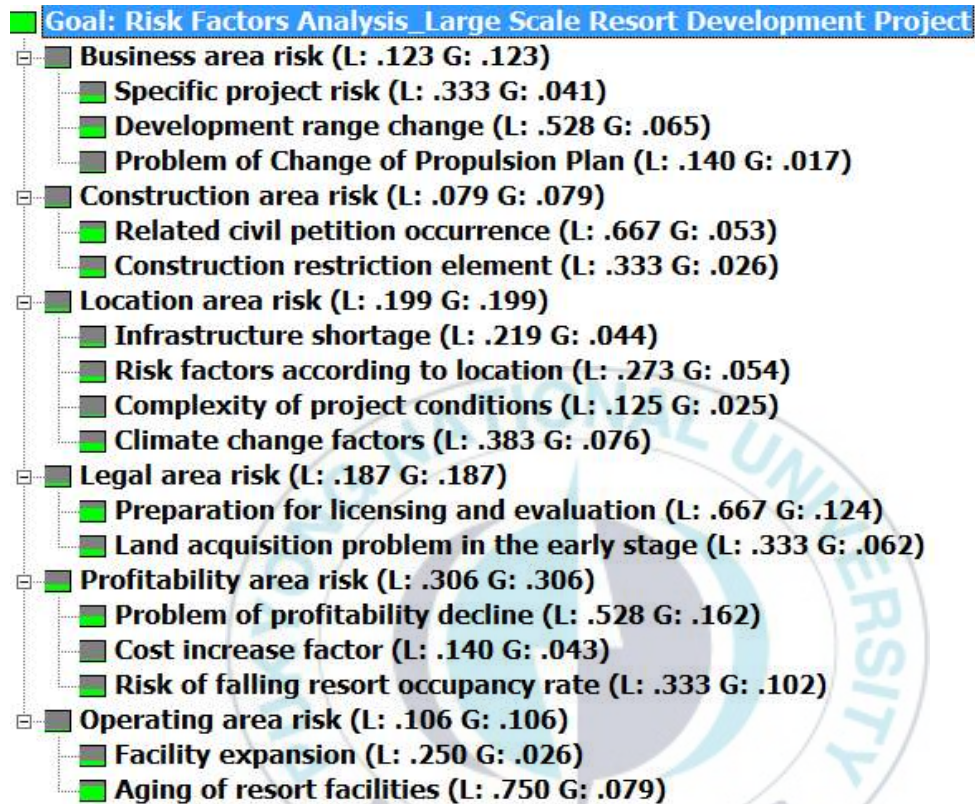 Goal: Risk Factors Analysis_Large Scale Resort Development Project
Business area risk (L: .123 G: .123)
Specific project risk (L: .333 G: .041)
Development range change (L: .528 G: .065)
Problem of Change of Propulsion Plan (L: .140 G: .017)
Construction area risk (L: .079 G: .079)
Related civil petition occurrence (L: .667 G: .053)
Construction restriction element (L: .333 G: .026)
Location area risk (L: .199 G: .199)
Infrastructure shortage (L: .219 G: .044)
Risk factors according to location (L: .273 G: .054)
Complexity of project conditions (L: .125 G: .025)
Climate change factors (L: .383 G: .076)
Legal area risk (L: .187 G: .187)
Preparation for licensing and evaluation (L: .667 G: .124)
Land acquisition problem in the early stage (L: .333 G: .062)
Profitability area risk (L: .306 G: .306)
Problem of profitability decline (L: .528 G: .162)
Cost increase factor (L: .140 G: .043)
Risk of falling resort occupancy rate (L: .333 G: .102)
Operating area risk (L: .106 G: .106)
Facility expansion (L: .250 G: .026)
Aging of resort facilities (L: .750 G: .079)
NATIONAL UNIVERSITY